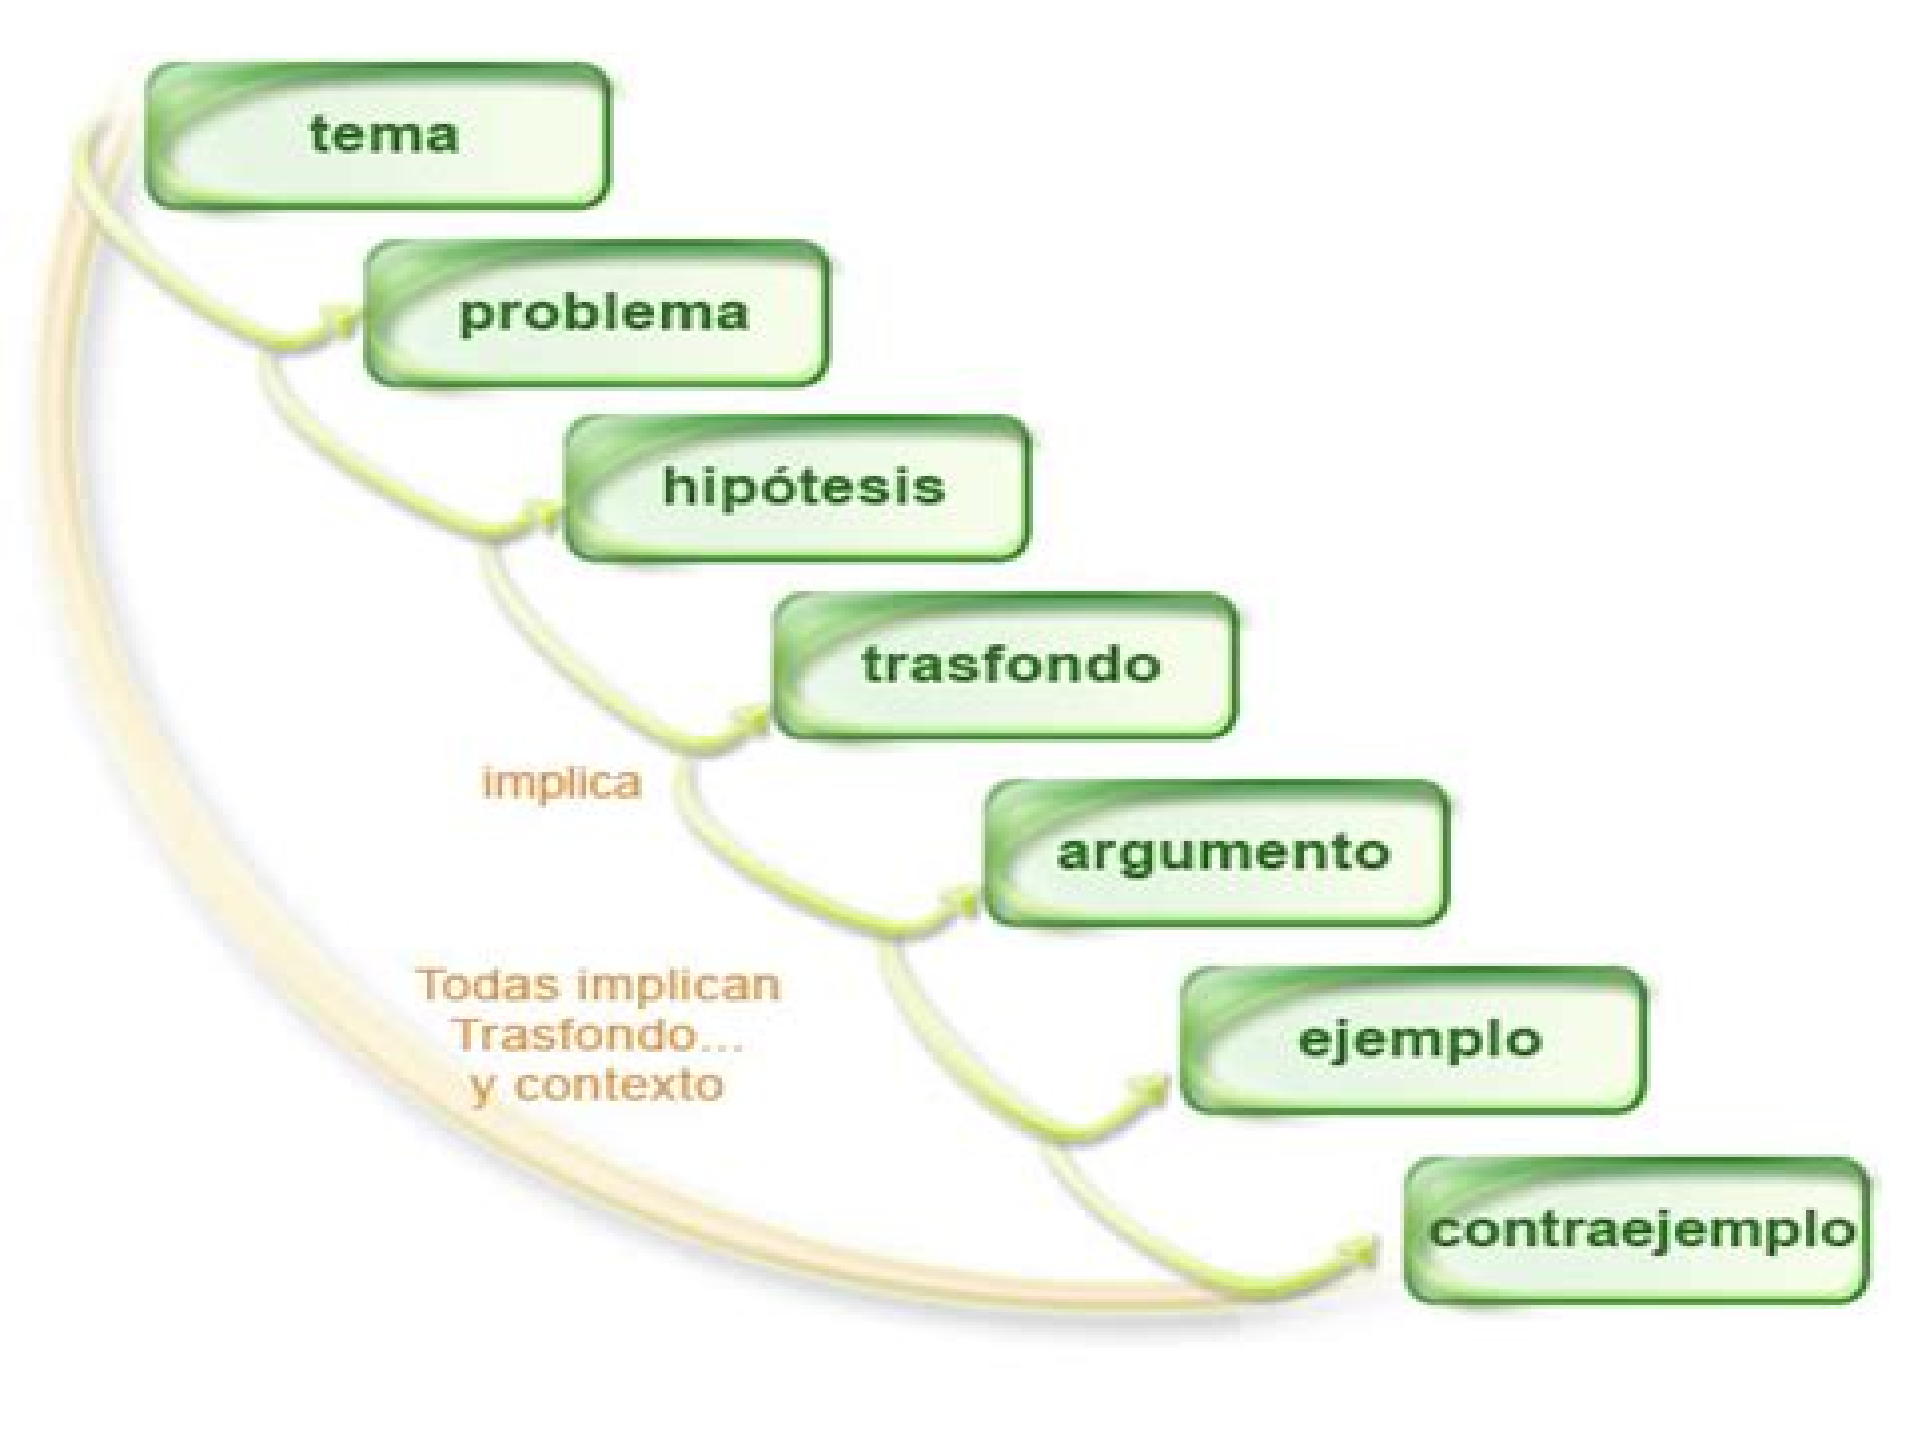 tema
problema
hipótesis
trasfondo
implica
argumento
Todas implican
Trasfondo...
y contexto
ejemplo
contraejemplo